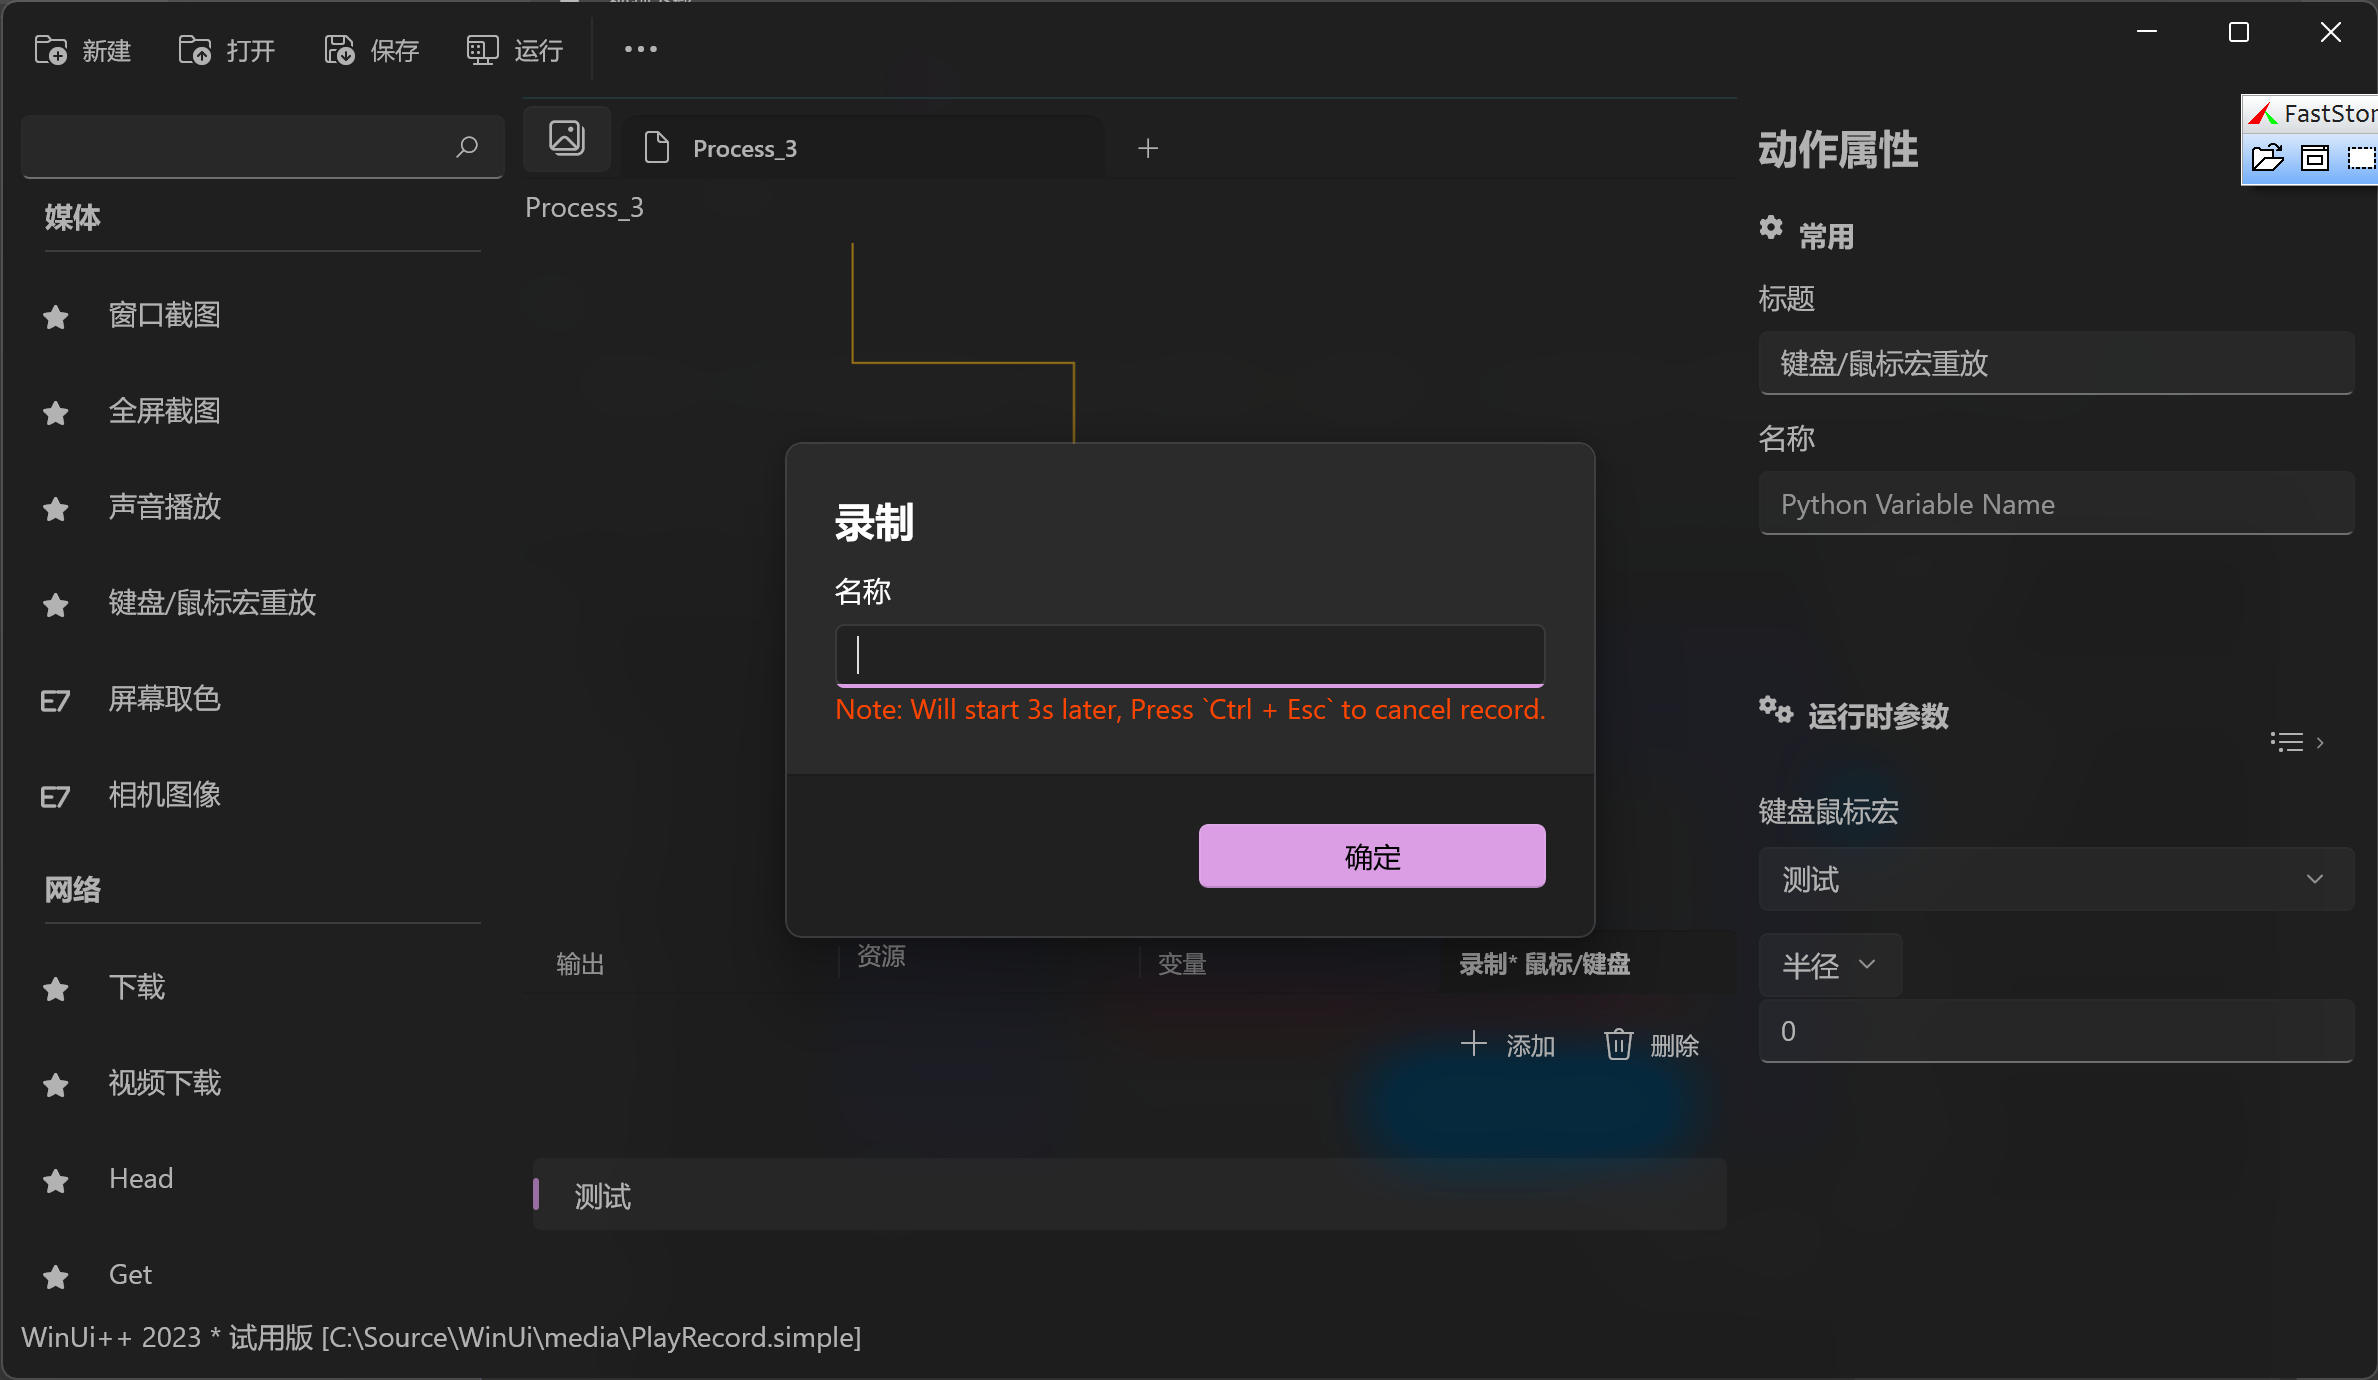 新建 打开 保存 运行
FastStor
Process_3
Process_3
媒体
窗口截图
全屏截图
声音播放
键盘/鼠标宏重放
屏幕取色
相机图像
网络
下载
视频下载
Head
Get
录制
名称
Note: Will start 3s later, Press `Ctrl + Esc` to cancel record.
确定
输出 资源 变量 录制* 鼠标/键盘
添加 删除
测试
动作属性
常用
标题
键盘/鼠标宏重放
名称
Python Variable Name
运行时参数
键盘鼠标宏
测试
半径
0
WinUi++ 2023 * 试用版 [C:\Source\WinUi\media\PlayRecord.simple]